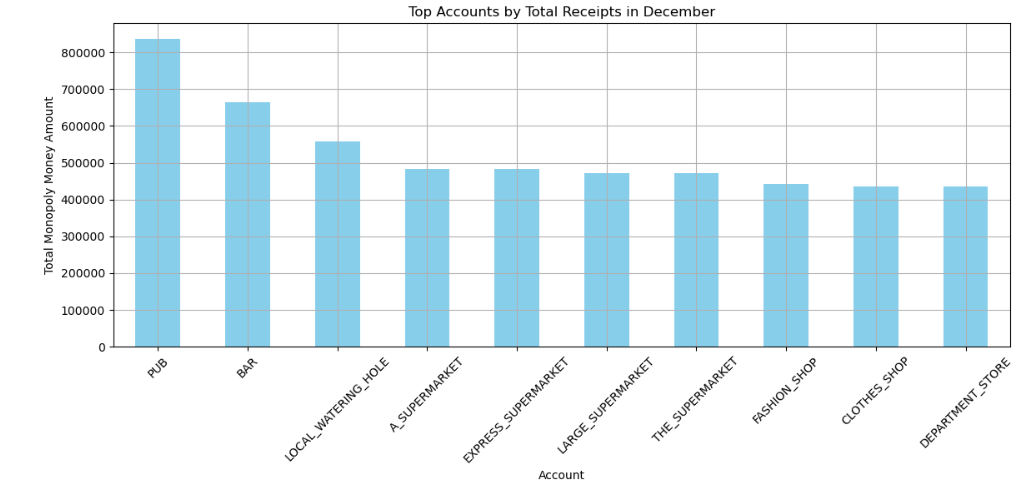 Top Accounts by Total Receipts in December
Total Monopoly Money Amount
800000
700000
600000
500000
400000
300000
200000
100000
0
PUB
BAR
LOCAL_WATERING_HOLE
A_SUPERMARKET
EXPRESS_SUPERMARKET
LARGE_SUPERMARKET
THE_SUPERMARKET
FASHION_SHOP
CLOTHES_SHOP
DEPARTMENT_STORE
Account